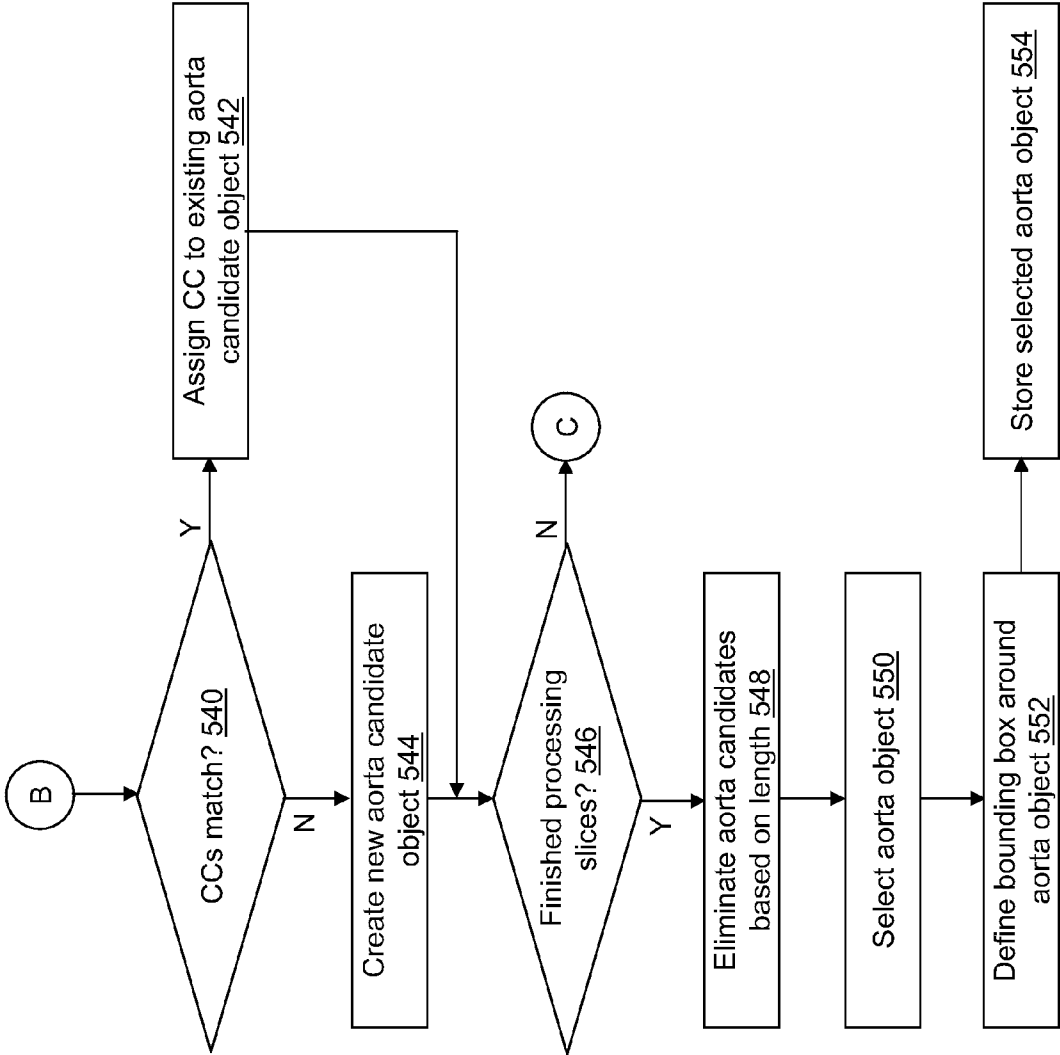 B
CCs match? 540
Y
Assign CC to existing aorta
candidate object 542
N
Create new aorta candidate
object 544
Finished processing
slices? 546
N
C
Y
Eliminate aorta candidates
based on length 548
Select aorta object 550
Define bounding box around
aorta object 552
Store selected aorta object 554